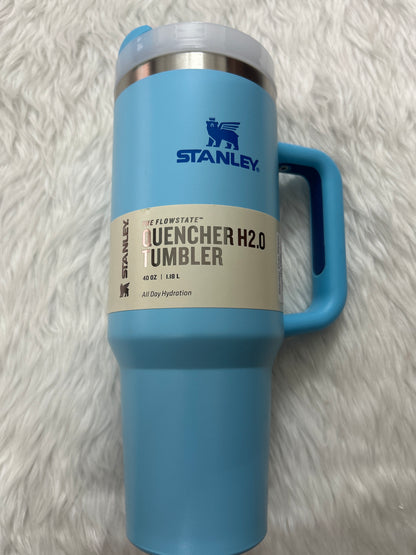 STANLEY®
STANLEY
THE FLOWSTATE™
QUENCHER H2.0
TUMBLER
40 OZ | 1.18 L
All Day Hydration